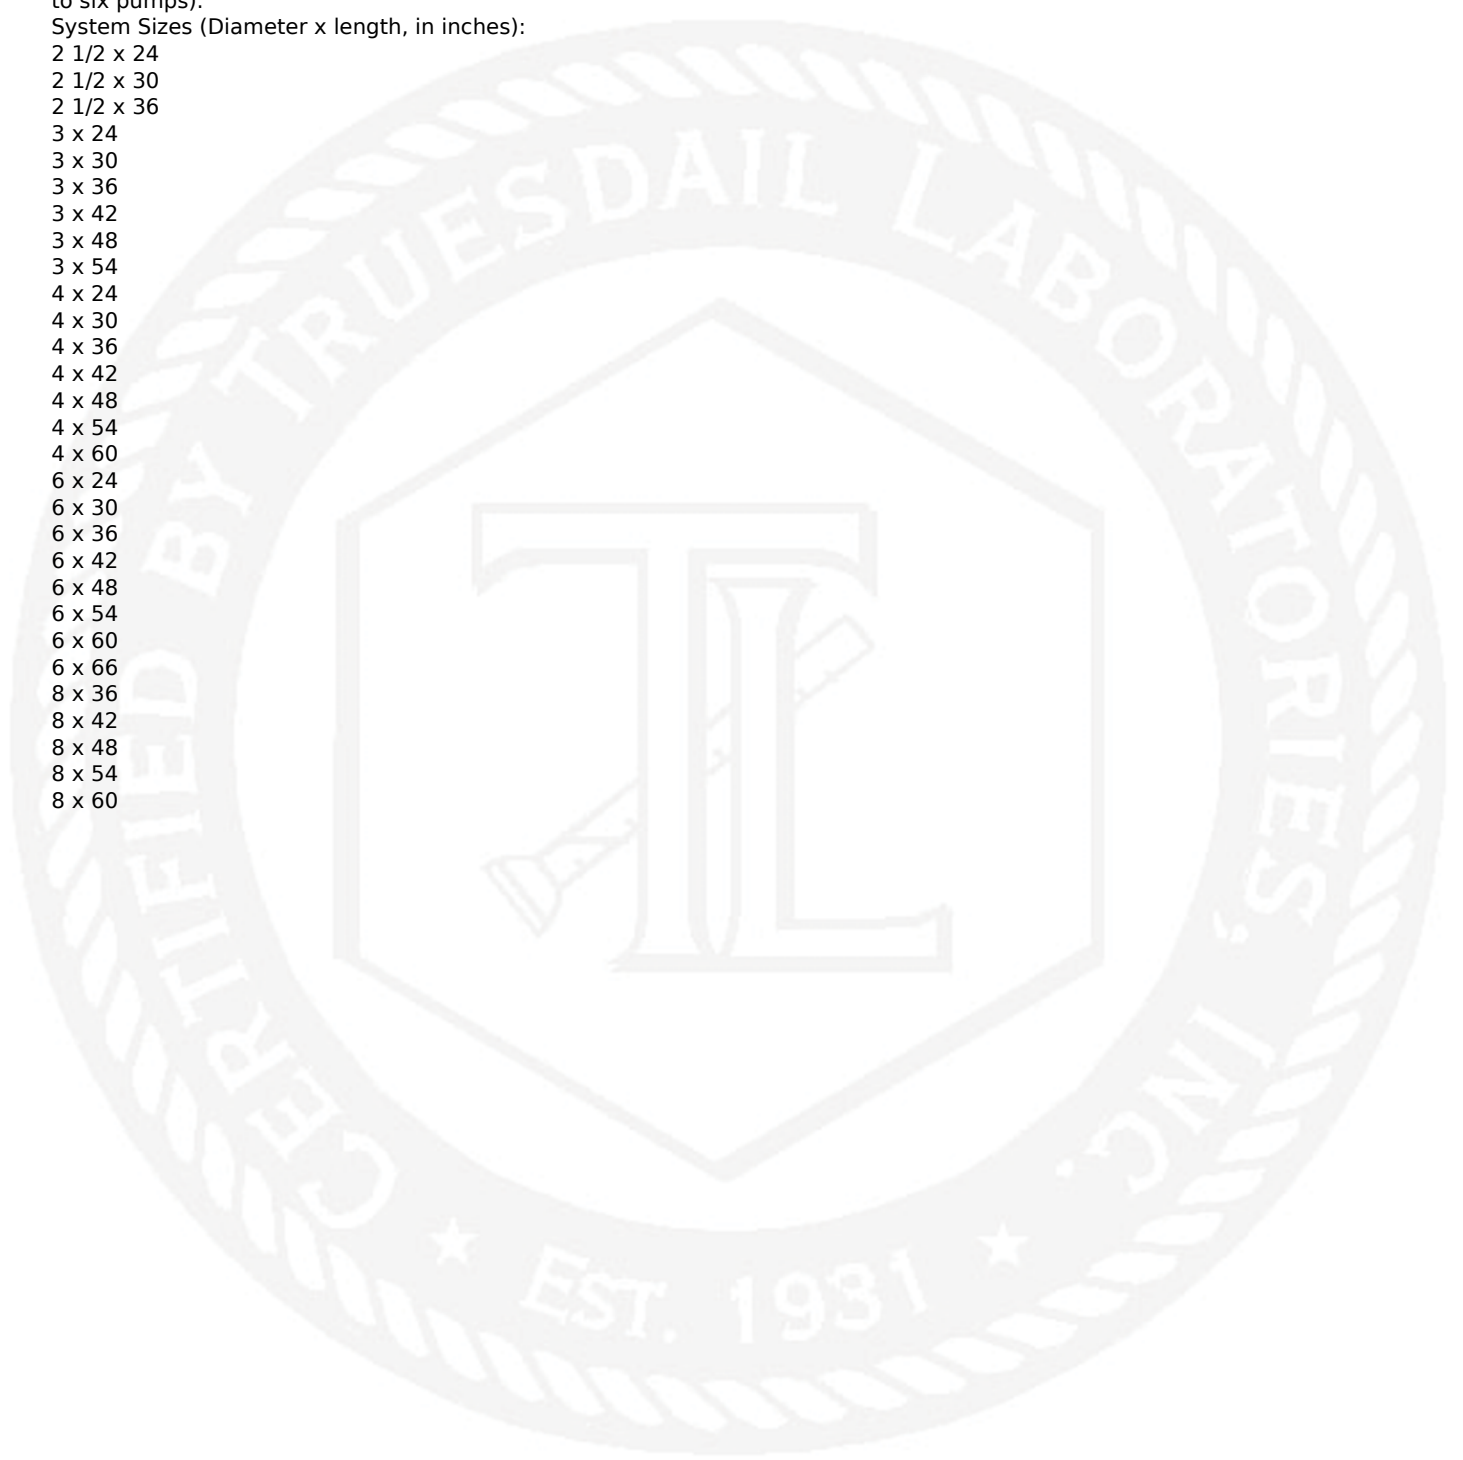 to six pumps).
System Sizes (Diameter x length, in inches):
2 1/2 x 24
2 1/2 x 30
2 1/2 x 36
3 x 24
3 x 30
3 x 36
3 x 42
3 x 48
3 x 54
4 x 24
4 x 30
4 x 36
4 x 42
4 x 48
4 x 54
4 x 60
6 x 24
6 x 30
6 x 36
6 x 42
6 x 48
6 x 54
6 x 60
6 x 66
8 x 36
8 x 42
8 x 48
8 x 54
8 x 60
CERTIFIED BY TRUESDAIL LABORATORIES, INC.
TL
EST. 1931